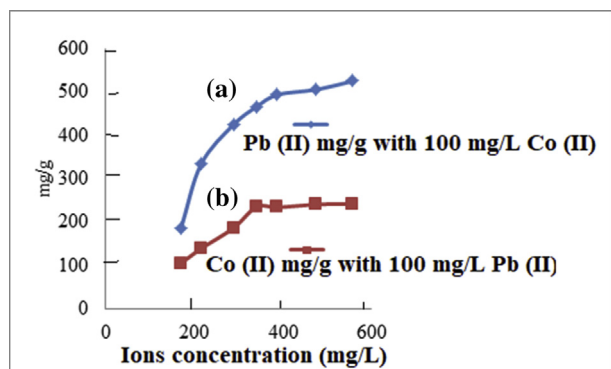 600
500
400
300
200
100
0
mg/g
(a)
Pb (II) mg/g with 100 mg/L Co (II)
(b)
Co (II) mg/g with 100 mg/L Pb (II)
0 200 400 600
Ions concentration (mg/L)